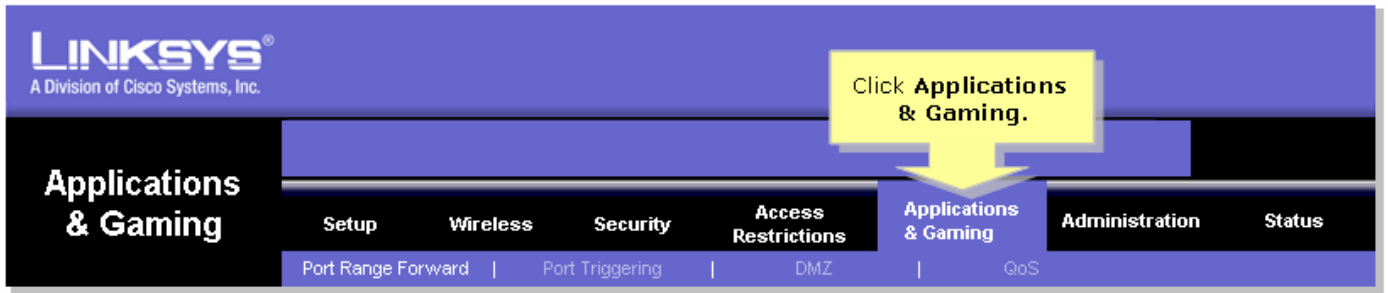 LINKSYS®
A Division of Cisco Systems, Inc.
Click Applications
& Gaming.
Applications
& Gaming
Setup
Wireless
Security
Access
Restrictions
Applications
& Gaming
Administration
Status
Port Range Forward | Port Triggering | DMZ | QoS